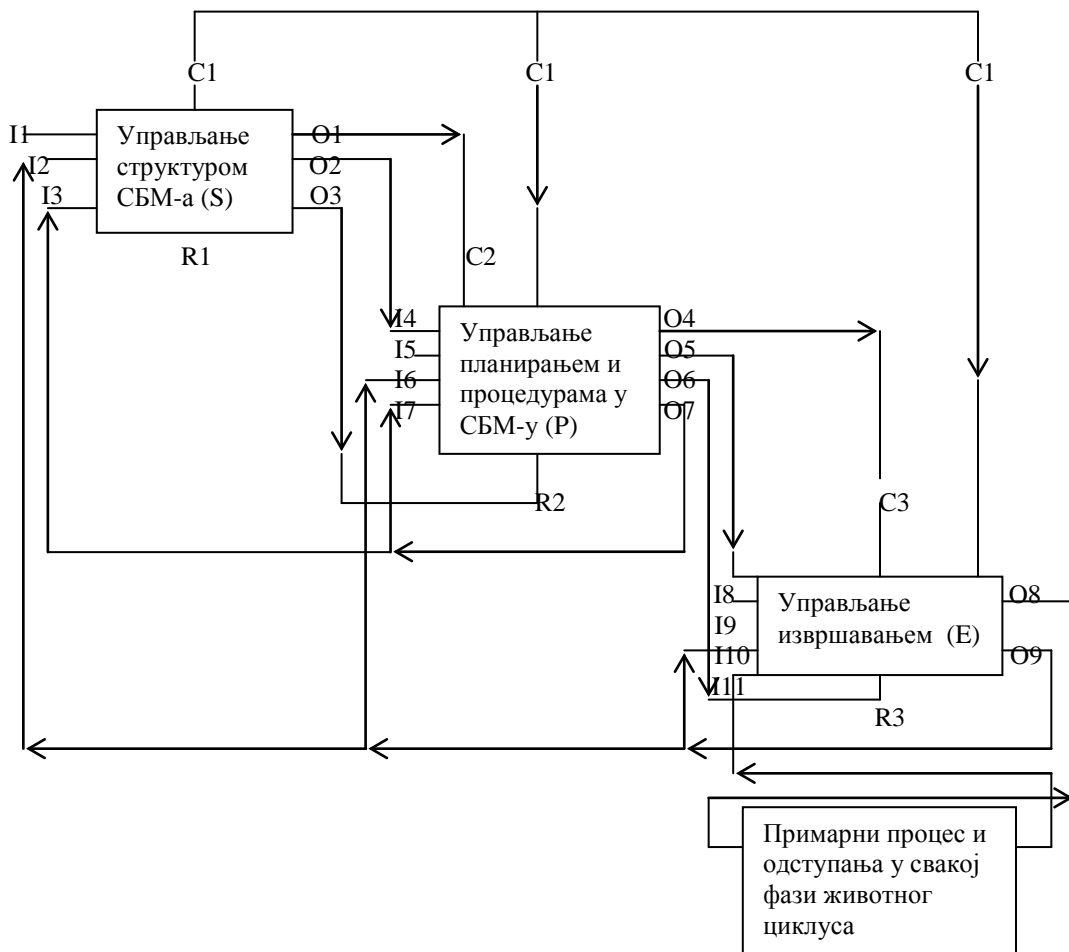 C1 C1 C1
I1 Управљање O1
I2 структуром O2
I3 СБМ-а (S) O3
R1 C2
I4 Управљање O4
I5 планирањем и O5
I6 процедурама у O6
I7 СБМ-у (P) O7
R2 C3
I8 Управљање O8
I9 извршавањем (E)
I10 O9
I11
R3
Примарни процес и
одступања у свакој
фази животног
циклуса